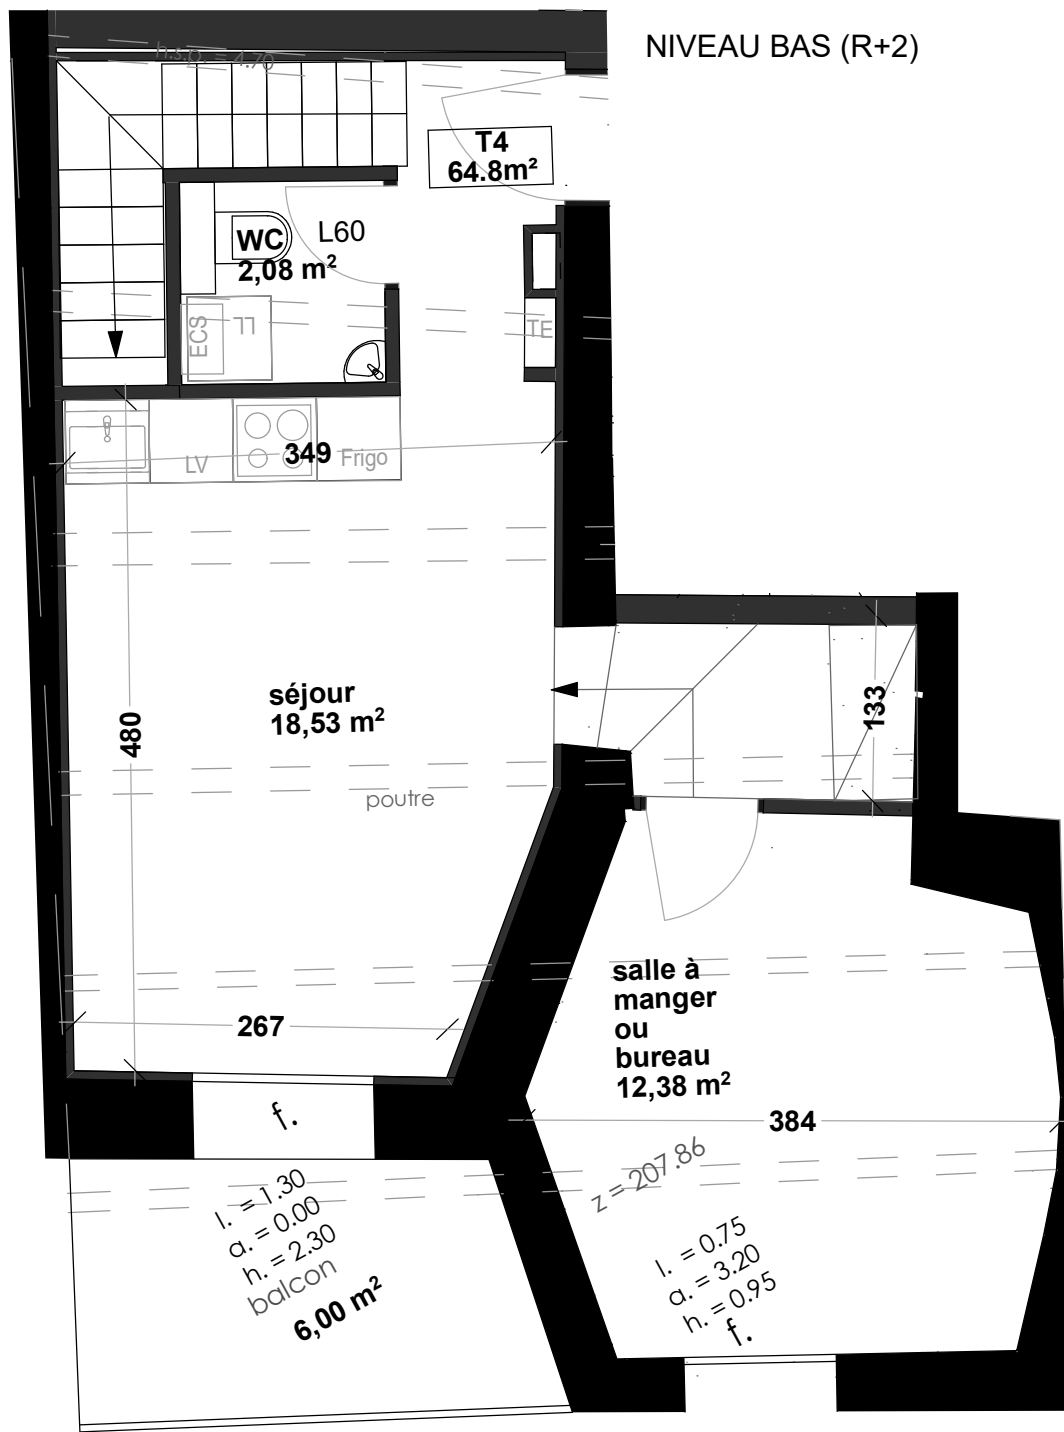 NIVEAU BAS (R+2)
h.s.p. = 4.70
T4
64.8m²
WC
L60
2,08 m²
ECS
LL
TE
349
LV
Frigo
séjour
18,53 m²
480
133
poutre
salle à
manger
ou
bureau
12,38 m²
267
384
f.
z = 207.86
l. = 1.30
a. = 0.00
h. = 2.30
balcon
6,00 m²
l. = 0.75
a. = 3.20
h. = 0.95
f.